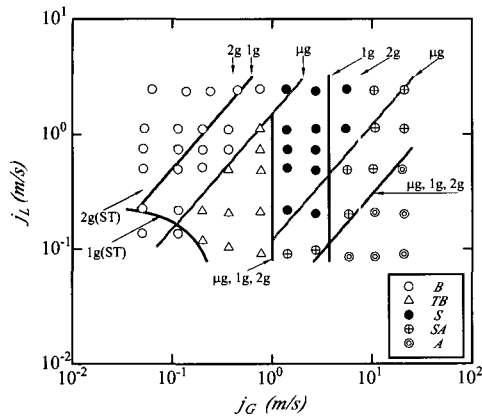 2g 1g
μg
1g
2g
μg
10²
10¹
10⁰
10⁻¹
10⁻²
j_L (m/s)
μg, 1g, 2g
2g(ST)
1g(ST)
μg, 1g, 2g
B
TB
S
SA
A
10⁻² 10⁻¹ 10⁰ 10¹ 10²
j_G (m/s)